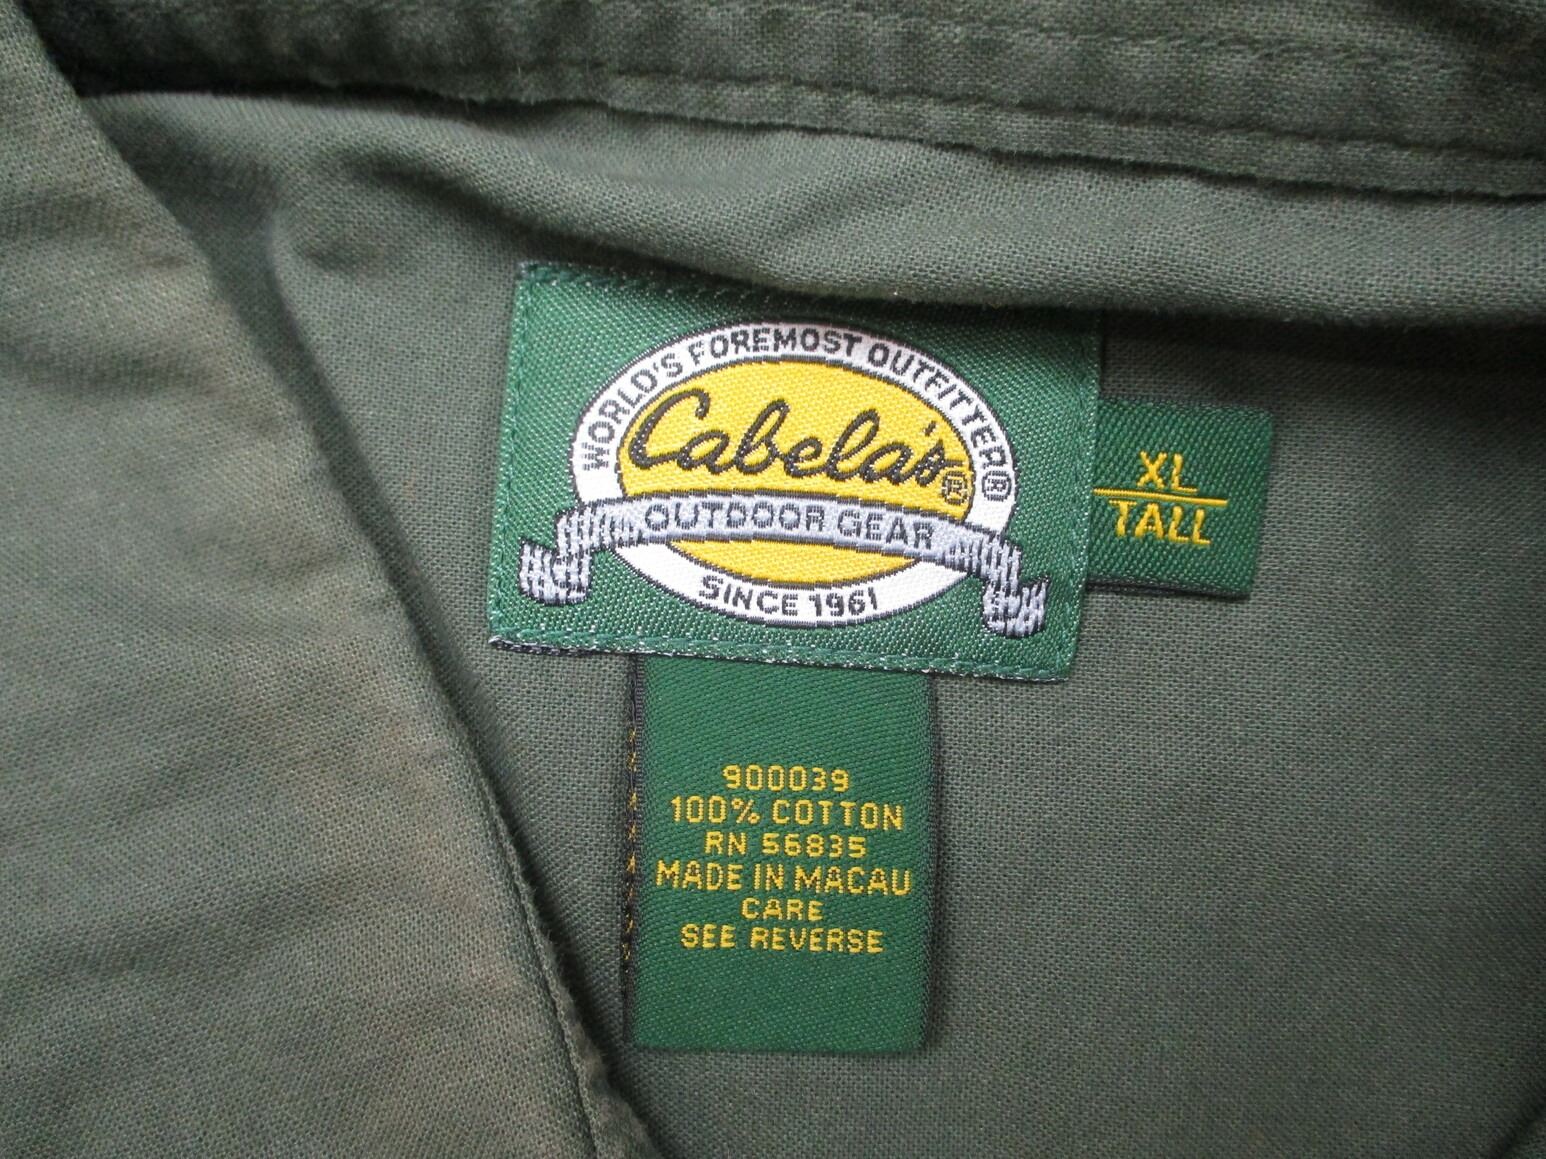 WORLD'S FOREMOST OUTFITTER®
Cabela's®
OUTDOOR GEAR
SINCE 1961
XL
TALL
900039
100% COTTON
RN 56835
MADE IN MACAU
CARE
SEE REVERSE